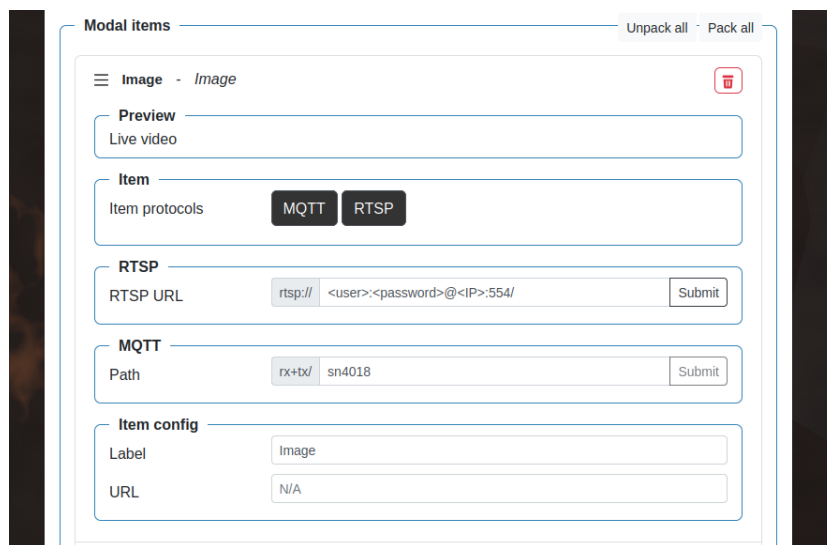 Modal items Unpack all Pack all
Image - Image
Preview
Live video
Item
Item protocols MQTT RTSP
RTSP
RTSP URL rtsp:// <user>:<password>@<IP>:554/ Submit
MQTT
Path rx+tx/ sn4018 Submit
Item config
Label Image
URL N/A